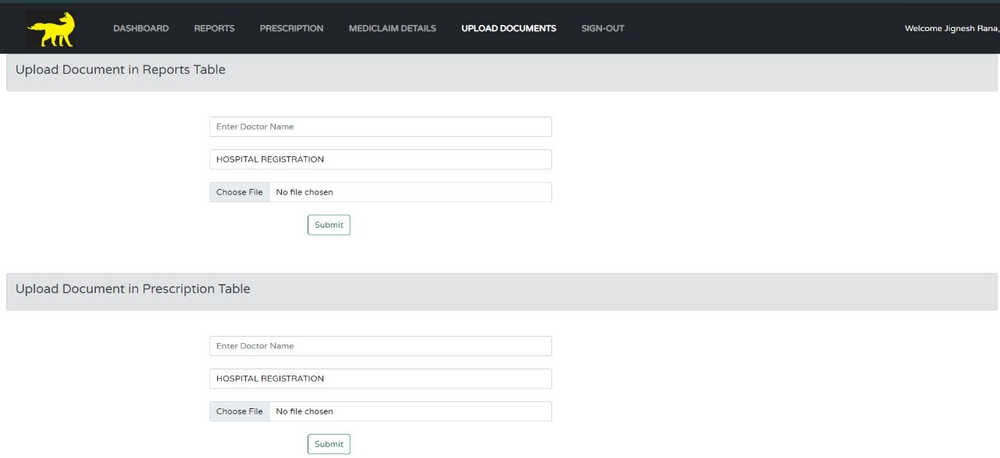 DASHBOARD REPORTS PRESCRIPTION MEDICLAIM DETAILS UPLOAD DOCUMENTS SIGN-OUT Welcome Jignesh Rana,
Upload Document in Reports Table
Enter Doctor Name
HOSPITAL REGISTRATION
Choose File No file chosen
Submit
Upload Document in Prescription Table
Enter Doctor Name
HOSPITAL REGISTRATION
Choose File No file chosen
Submit